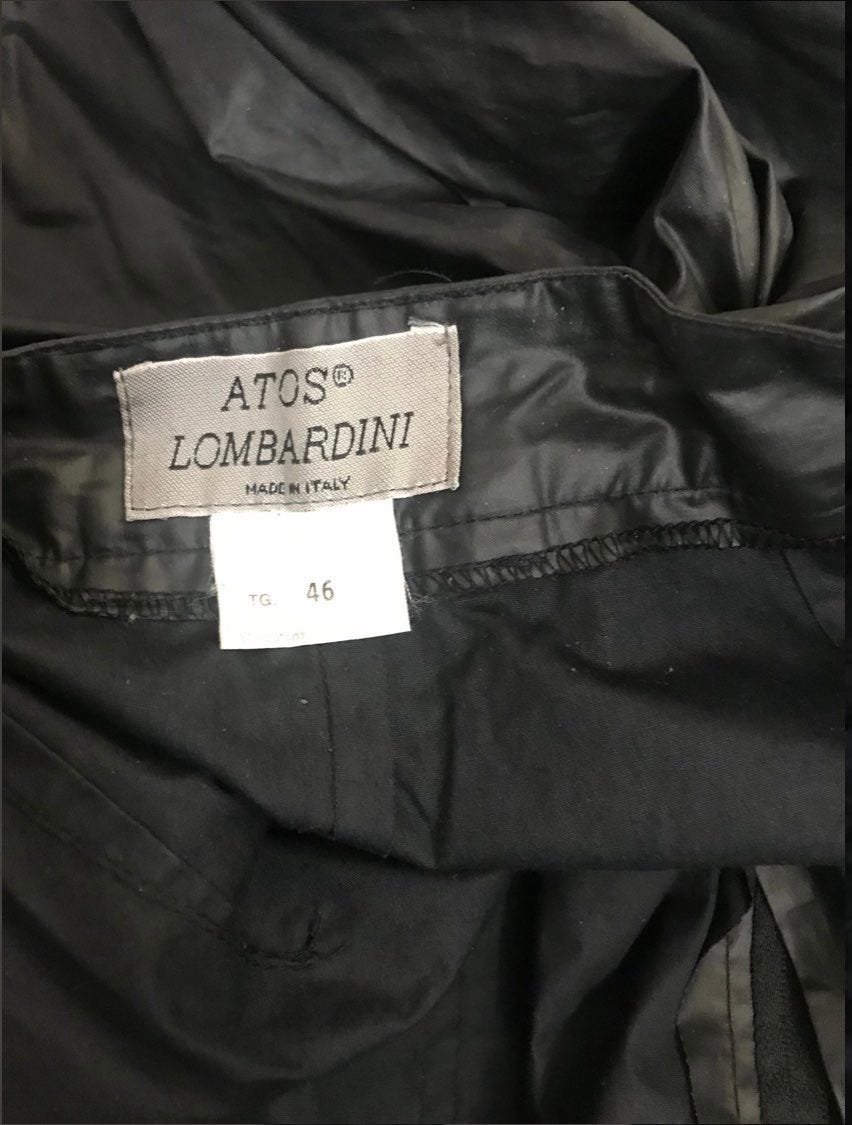 ATOS®
LOMBARDINI
MADE IN ITALY
TG. 46